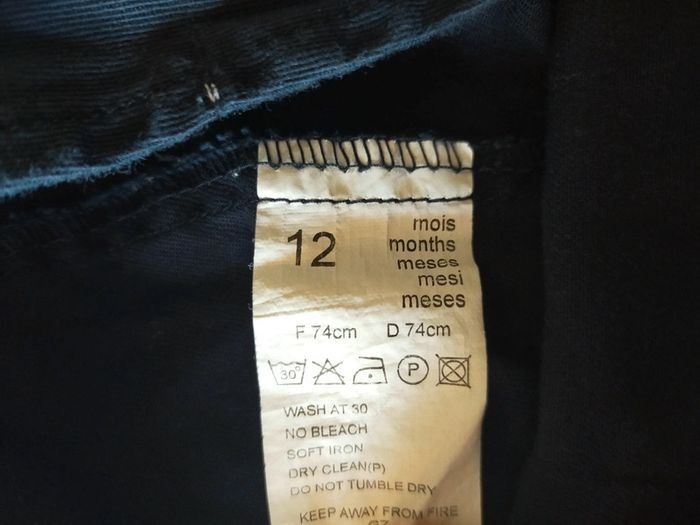 12
mois
months
meses
mesi
meses
F 74cm D 74cm
30° P
WASH AT 30
NO BLEACH
SOFT IRON
DRY CLEAN(P)
DO NOT TUMBLE DRY
KEEP AWAY FROM FIRE